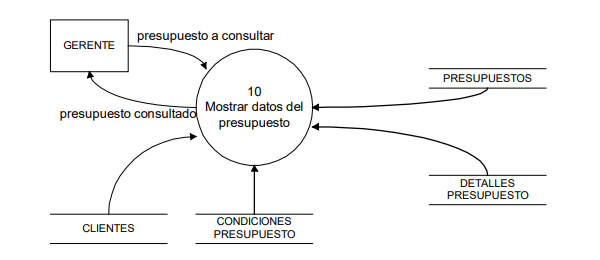 GERENTE
presupuesto a consultar
presupuesto consultado
10
Mostrar datos del
presupuesto
PRESUPUESTOS
DETALLES
PRESUPUESTO
CLIENTES
CONDICIONES
PRESUPUESTO